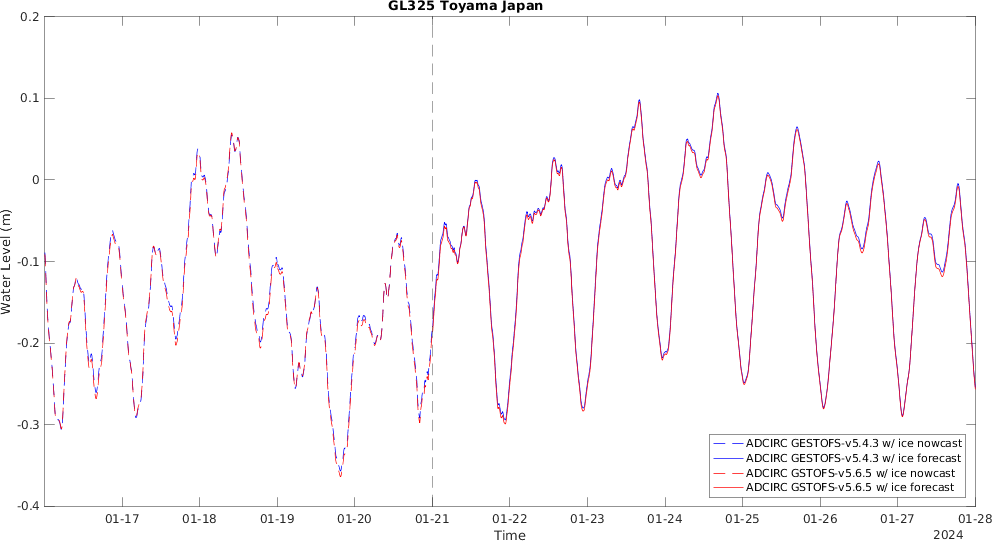 GL325 Toyama Japan
0.2
0.1
0
-0.1
-0.2
-0.3
-0.4
Water Level (m)
01-17 01-18 01-19 01-20 01-21 01-22 01-23 01-24 01-25 01-26 01-27 01-28
Time
2024
ADCIRC GESTOFS-v5.4.3 w/ ice nowcast
ADCIRC GESTOFS-v5.4.3 w/ ice forecast
ADCIRC GSTOFS-v5.6.5 w/ ice nowcast
ADCIRC GSTOFS-v5.6.5 w/ ice forecast